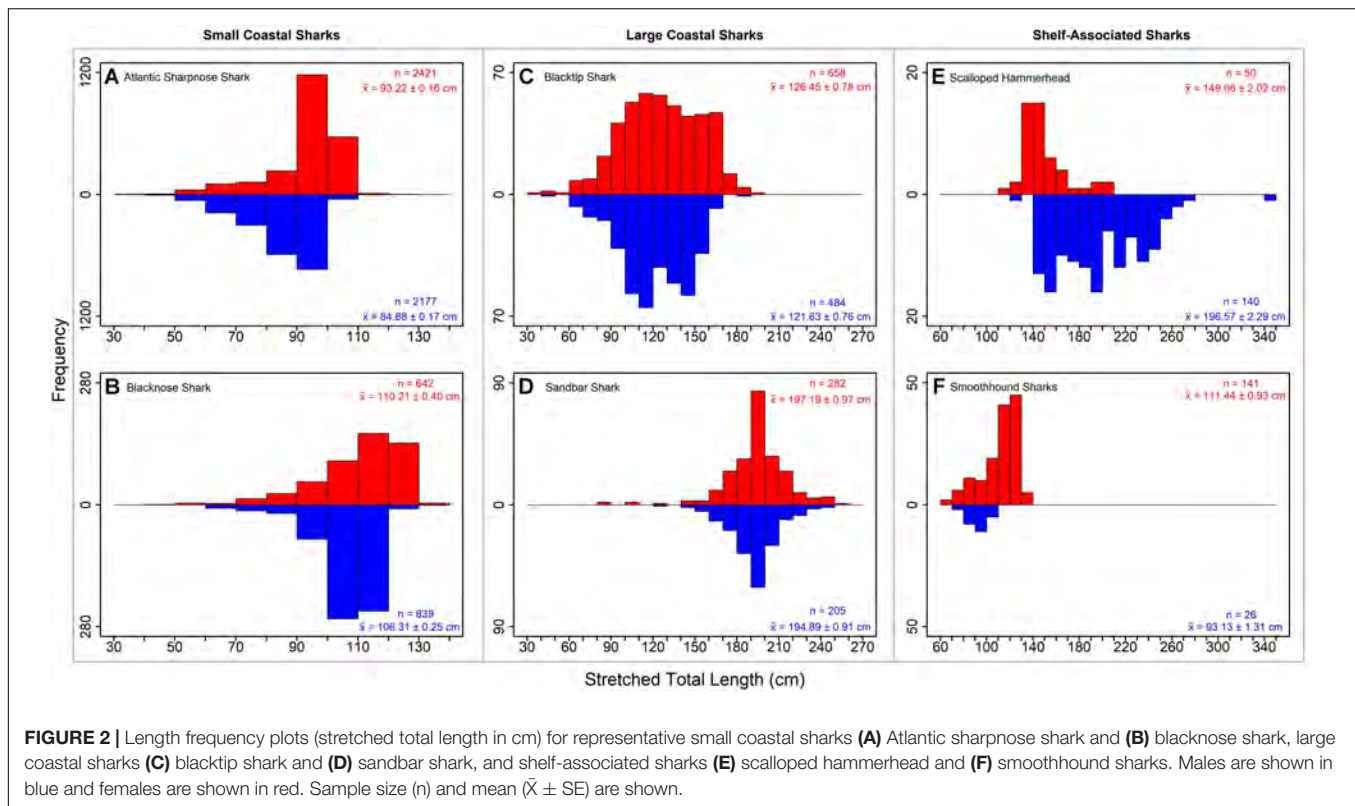 Small Coastal Sharks
Large Coastal Sharks
Shelf-Associated Sharks
A Atlantic Sharpnose Shark
n = 2421
x̄ = 93.22 ± 0.16 cm
1200
0
1200
n = 2177
x̄ = 84.88 ± 0.17 cm
30 50 70 90 110 130
B Blacknose Shark
n = 642
x̄ = 110.21 ± 0.40 cm
280
0
280
n = 839
x̄ = 106.31 ± 0.25 cm
30 50 70 90 110 130
C Blacktip Shark
n = 658
x̄ = 126.45 ± 0.78 cm
70
0
70
n = 484
x̄ = 121.63 ± 0.76 cm
30 60 90 120 150 180 210 240 270
D Sandbar Shark
n = 282
x̄ = 197.19 ± 0.97 cm
90
0
90
n = 205
x̄ = 194.89 ± 0.91 cm
30 60 90 120 150 180 210 240 270
E Scalloped Hammerhead
n = 50
x̄ = 149.06 ± 2.02 cm
20
0
20
n = 140
x̄ = 196.57 ± 2.29 cm
60 100 140 180 220 260 300 340
F Smoothhound Sharks
n = 141
x̄ = 111.44 ± 0.93 cm
50
0
50
n = 26
x̄ = 93.13 ± 1.31 cm
60 100 140 180 220 260 300 340
Frequency
Stretched Total Length (cm)
FIGURE 2 | Length frequency plots (stretched total length in cm) for representative small coastal sharks (A) Atlantic sharpnose shark and (B) blacknose shark, large
coastal sharks (C) blacktip shark and (D) sandbar shark, and shelf-associated sharks (E) scalloped hammerhead and (F) smoothhound sharks. Males are shown in
blue and females are shown in red. Sample size (n) and mean (X̄ ± SE) are shown.